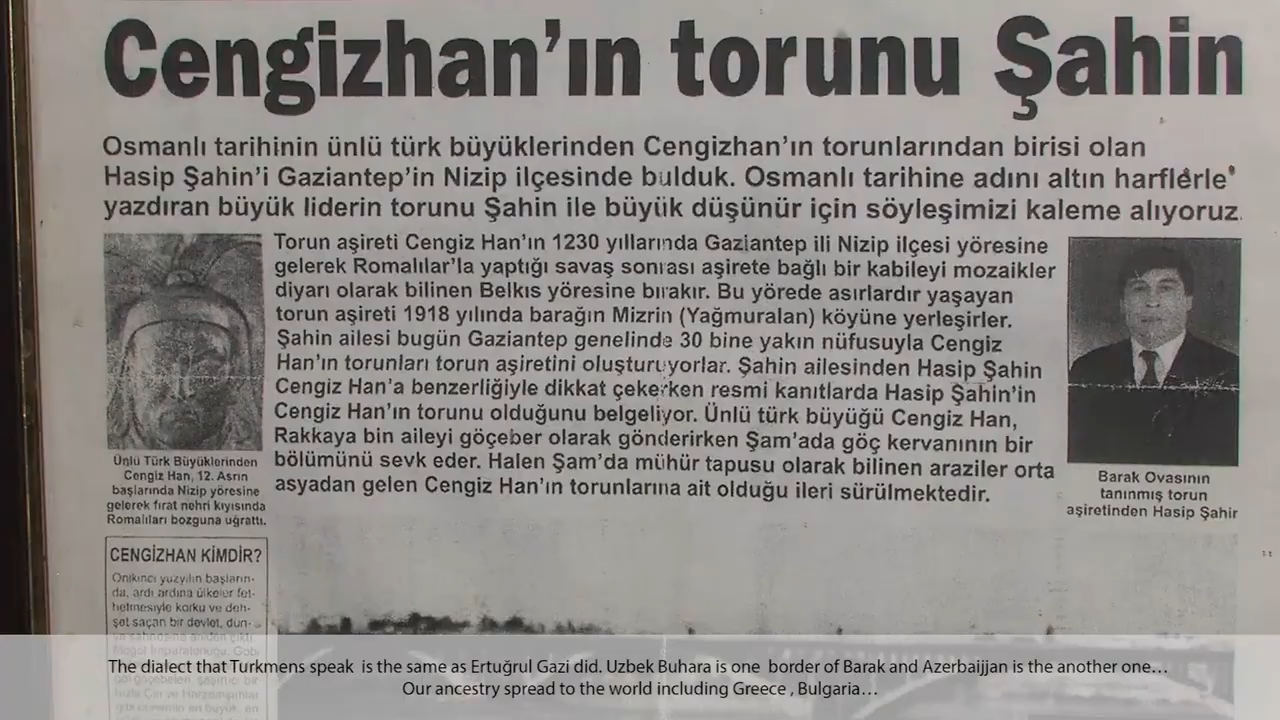 Cengizhan'ın torunu Şahin
Osmanlı tarihinin ünlü türk büyüklerinden Cengizhan'ın torunlarından birisi olan
Hasip Şahin'i Gaziantep'in Nizip ilçesinde bulduk. Osmanlı tarihine adını altın harflerle
yazdıran büyük liderin torunu Şahin ile büyük düşünür için söyleşimizi kaleme alıyoruz.
Torun aşireti Cengiz Han'ın 1230 yıllarında Gaziantep ili Nizip ilçesi yöresine
gelerek Romalılar'la yaptığı savaş sonrası aşirete bağlı bir kabileyi mozaikler
diyarı olarak bilinen Belkıs yöresine bırakır. Bu yörede asırlardır yaşayan
torun aşireti 1918 yılında barağın Mizrin (Yağmuralan) köyüne yerleşirler.
Şahin ailesi bugün Gaziantep genelinde 30 bine yakın nüfusuyla Cengiz
Han'ın torunları torun aşiretini oluşturuyorlar. Şahin ailesinden Hasip Şahin
Cengiz Han'a benzerliğiyle dikkat çekerken resmi kanıtlarda Hasip Şahin'in
Cengiz Han'ın torunu olduğunu belgeliyor. Ünlü türk büyüğü Cengiz Han,
Rakkaya bin aileyi göçeber olarak gönderirken Şam'ada göç kervanının bir
bölümünü sevk eder. Halen Şam'da mühür tapusu olarak bilinen araziler orta
asyadan gelen Cengiz Han'ın torunlarına ait olduğu ileri sürülmektedir.
Ünlü Türk Büyüklerinden
Cengiz Han, 12. Asrın
başlarında Nizip yöresine
gelerek fırat nehri kıyısında
Romalıları bozguna uğrattı.
Barak Ovasının
tanınmış torun
aşiretinden Hasip Şahir
CENGİZHAN KİMDİR?
Onikinci yuzyılın başların-
da, ardı ardına ülkeler fet-
hetmesiyle korku ve deh-
şet saçan bir devlet, dun-
ya sahnesine aniden çıktı.
The dialect that Turkmens speak is the same as Ertuğrul Gazi did. Uzbek Buhara is one border of Barak and Azerbaijjan is the another one…
Our ancestry spread to the world including Greece , Bulgaria…